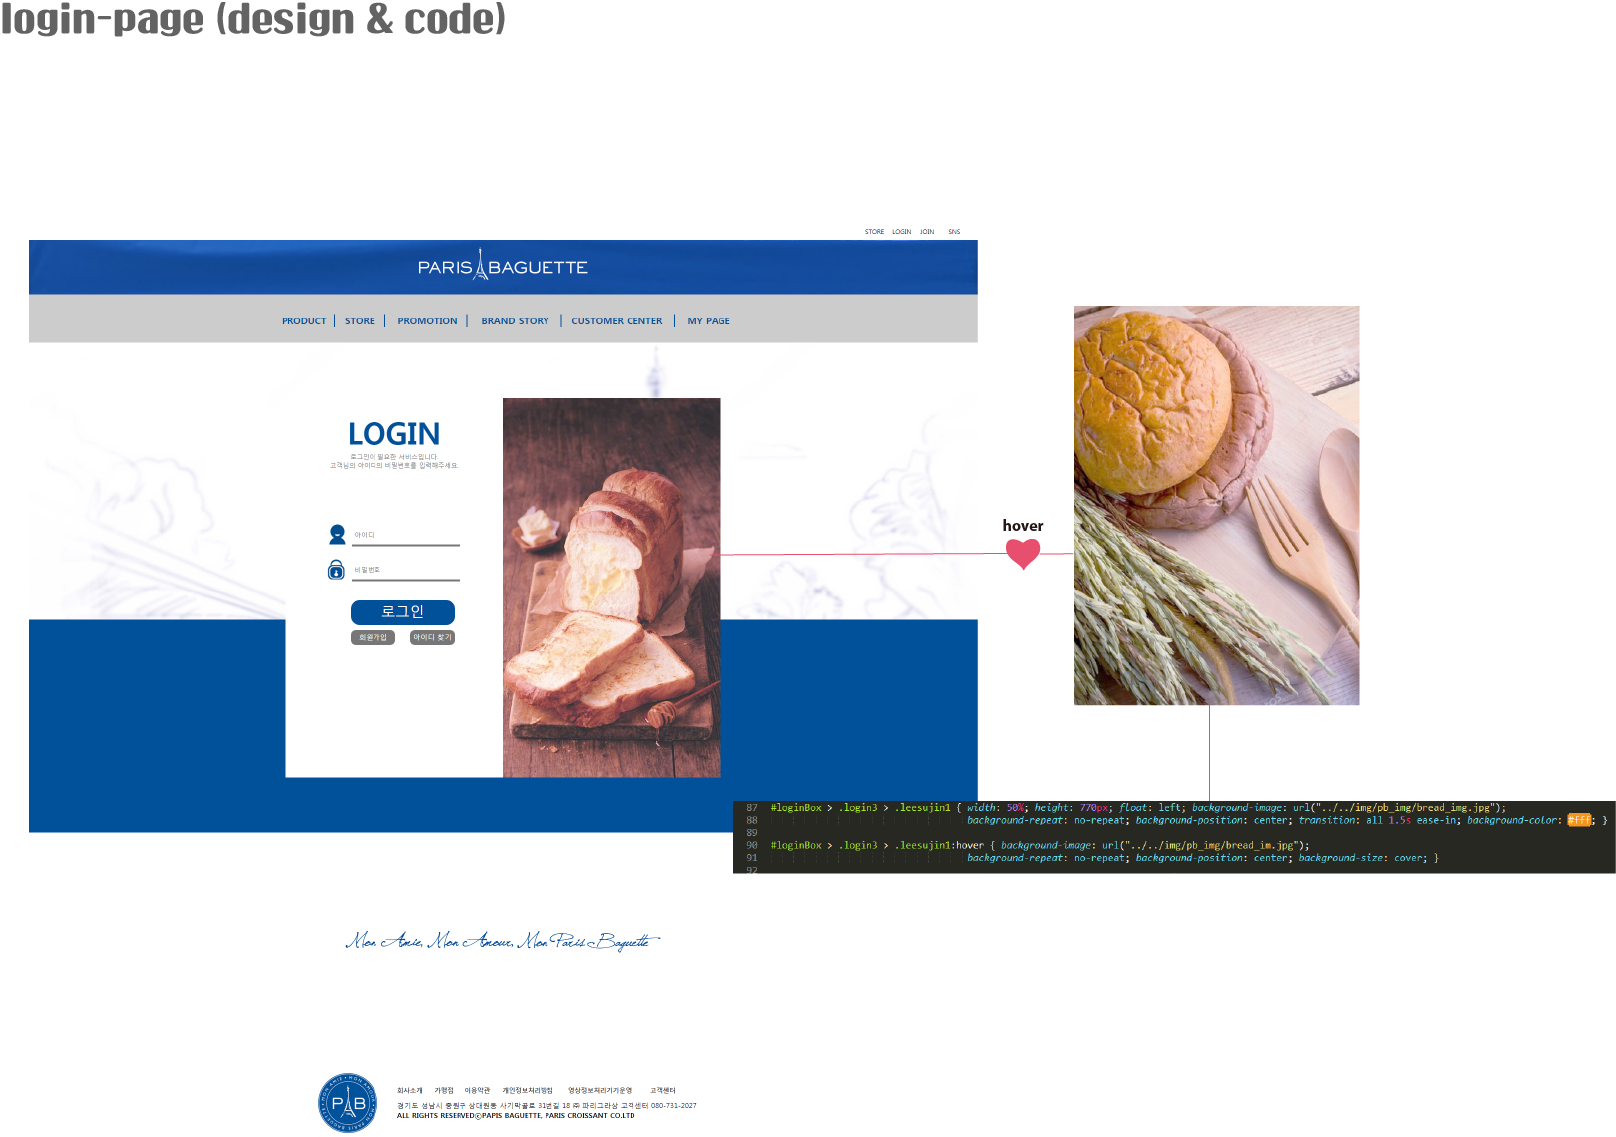 login-page (design & code)
STORE LOGIN JOIN SNS
PARIS BAGUETTE
PRODUCT STORE PROMOTION BRAND STORY CUSTOMER CENTER MY PAGE
LOGIN
로그인이 필요한 서비스입니다
고객님의 아이디의 비밀번호를 입력해주세요.
아이디
비밀번호
로그인
회원가입 아이디 찾기
hover
87 #loginBox > .login3 > .leesujin1 { width: 50%; height: 770px; float: left; background-image: url("../../img/pb_img/bread_img.jpg");
88 background-repeat: no-repeat; background-position: center; transition: all 1.5s ease-in; background-color: #fff; }
89
90 #loginBox > .login3 > .leesujin1:hover { background-image: url("../../img/pb_img/bread_im.jpg");
91 background-repeat: no-repeat; background-position: center; background-size: cover; }
92
Mon Amie, Mon Amour, Mon Paris Baguette
P B
회사소개 가맹점 이용약관 개인정보처리방침 영상정보처리기기운영 고객센터
경기도 성남시 중원구 상대원동 사기막골로 31번길 18 ㈜ 파리그라상 고객센터 080-731-2027
ALL RIGHTS RESERVEDⓒPAPIS BAGUETTE, PARIS CROISSANT CO.LTD